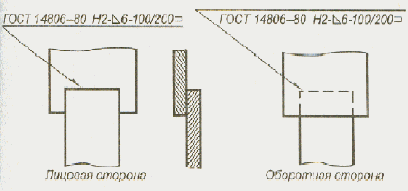 ГОСТ 14806–80 Н2-◺6-100/200⊐
ГОСТ 14806–80 Н2-◺6-100/200⊐
Лицевая сторона
Оборотная сторона